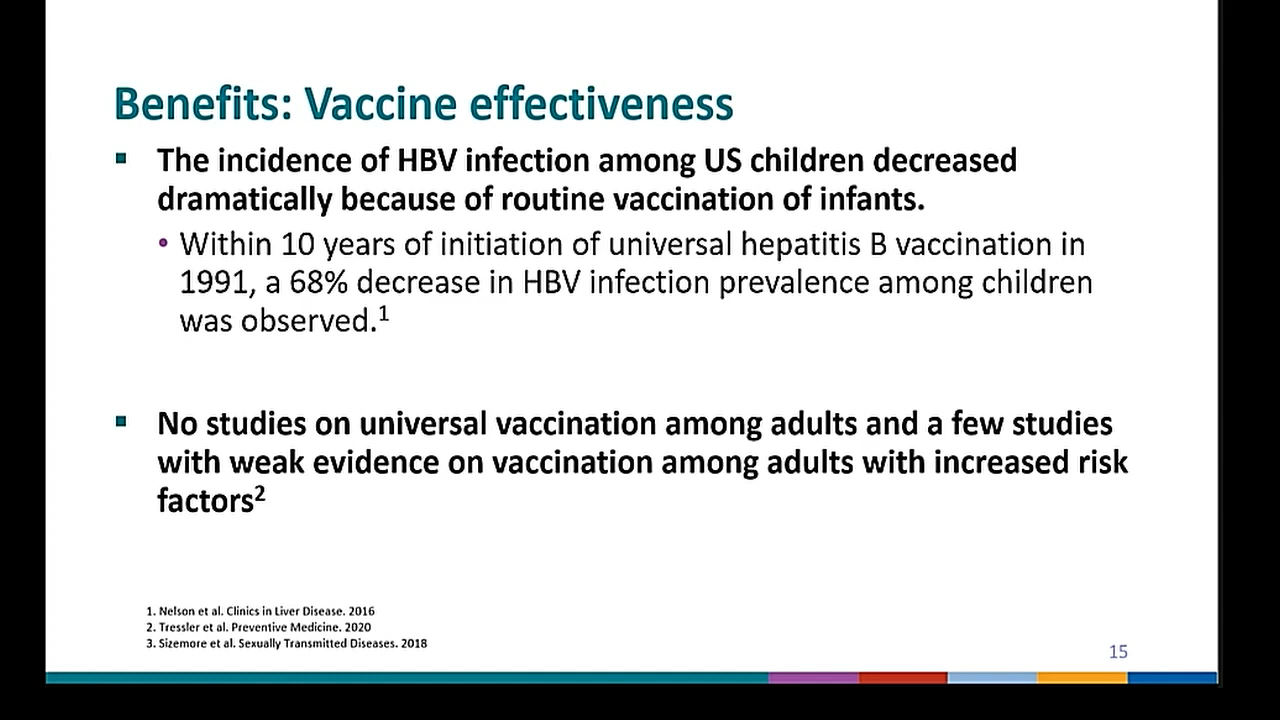 Benefits: Vaccine effectiveness
▪ The incidence of HBV infection among US children decreased
dramatically because of routine vaccination of infants.
• Within 10 years of initiation of universal hepatitis B vaccination in
1991, a 68% decrease in HBV infection prevalence among children
was observed.¹
▪ No studies on universal vaccination among adults and a few studies
with weak evidence on vaccination among adults with increased risk
factors²
1. Nelson et al. Clinics in Liver Disease. 2016
2. Tressler et al. Preventive Medicine. 2020
3. Sizemore et al. Sexually Transmitted Diseases. 2018
15